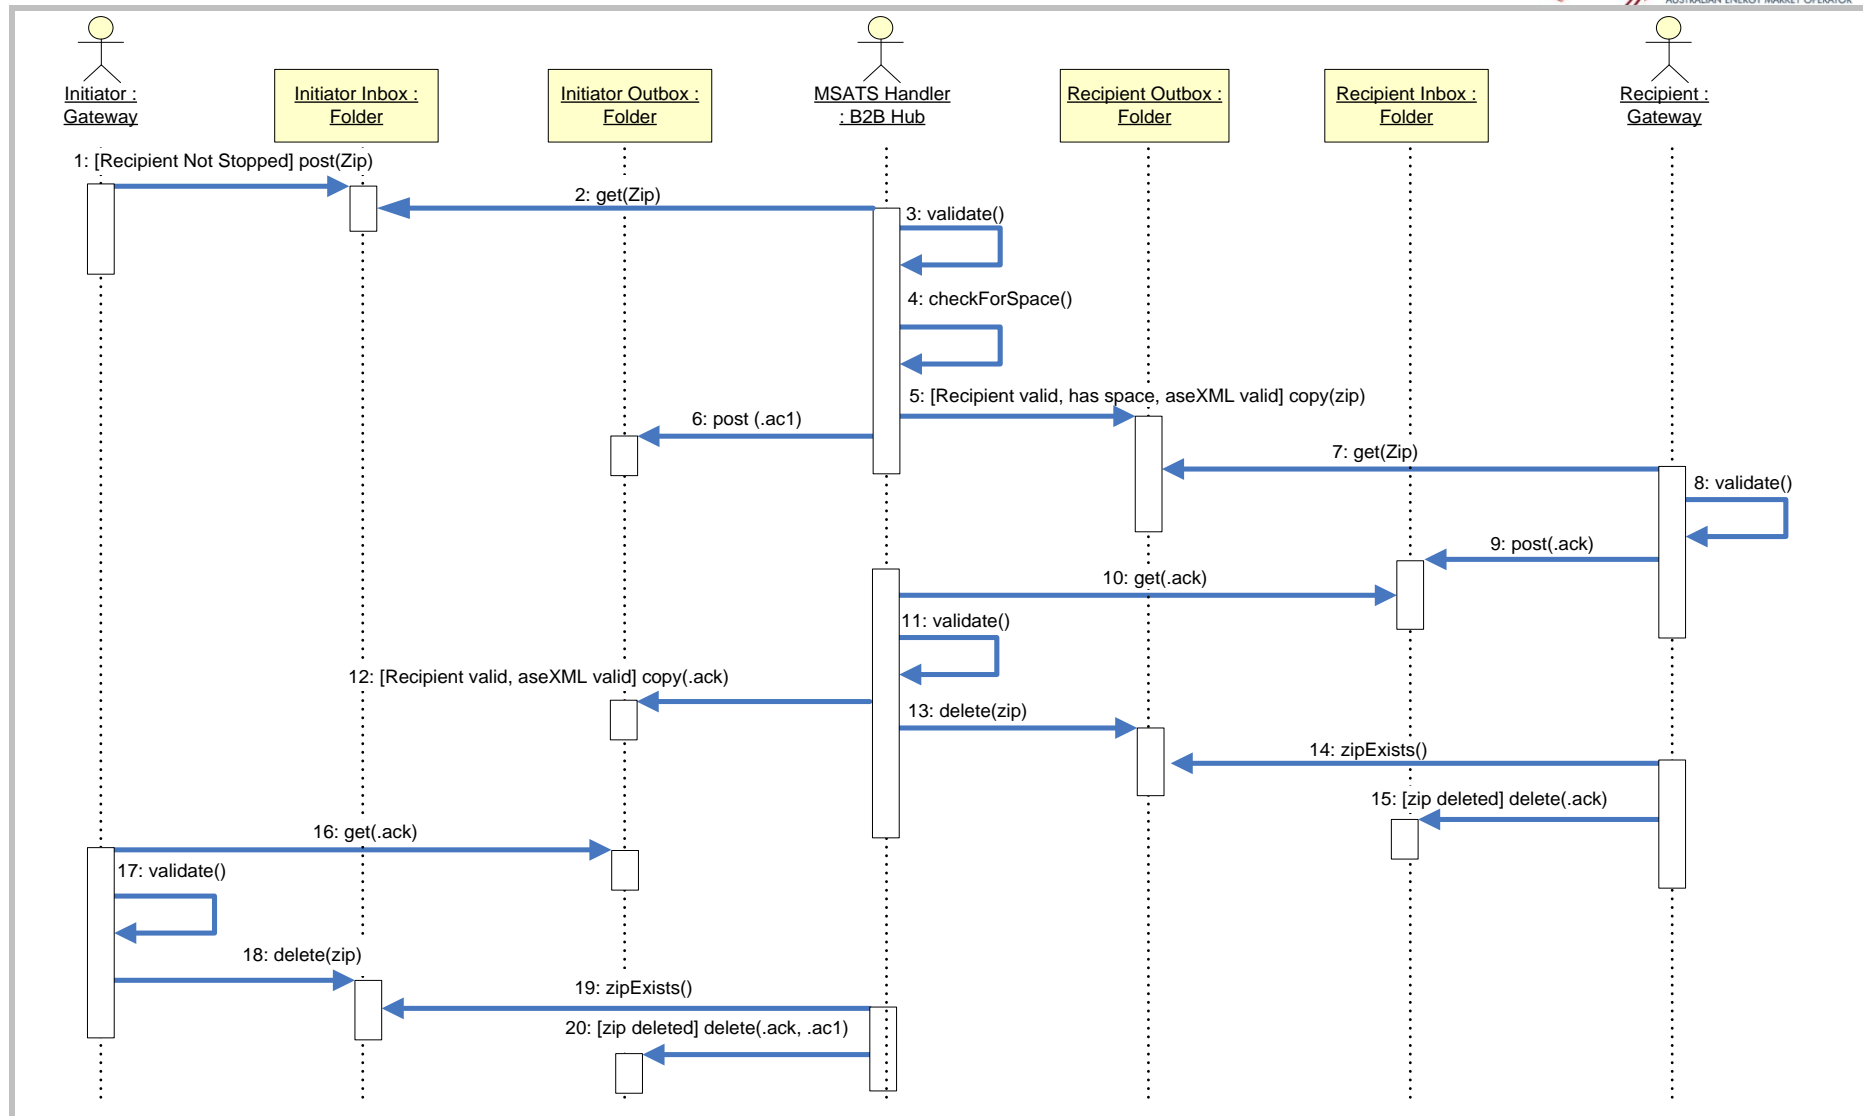 AUSTRALIAN ENERGY MARKET OPERATOR
Initiator :
Gateway
Initiator Inbox :
Folder
Initiator Outbox :
Folder
MSATS Handler
: B2B Hub
Recipient Outbox :
Folder
Recipient Inbox :
Folder
Recipient :
Gateway
1: [Recipient Not Stopped] post(Zip)
2: get(Zip)
3: validate()
4: checkForSpace()
5: [Recipient valid, has space, aseXML valid] copy(zip)
6: post (.ac1)
7: get(Zip)
8: validate()
9: post(.ack)
10: get(.ack)
11: validate()
12: [Recipient valid, aseXML valid] copy(.ack)
13: delete(zip)
14: zipExists()
15: [zip deleted] delete(.ack)
16: get(.ack)
17: validate()
18: delete(zip)
19: zipExists()
20: [zip deleted] delete(.ack, .ac1)